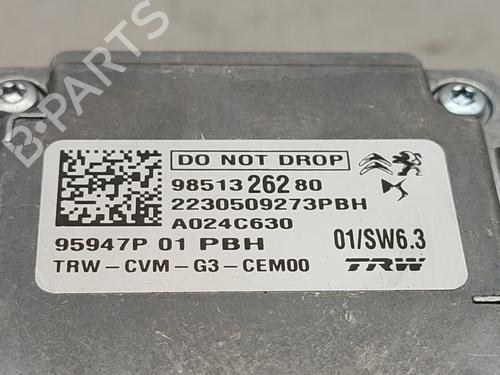 B-PARTS
DO NOT DROP
98513 262 80
2230509273PBH
A024C630
95947P 01 PBH 01/SW6.3
TRW-CVM-G3-CEM00 TRW